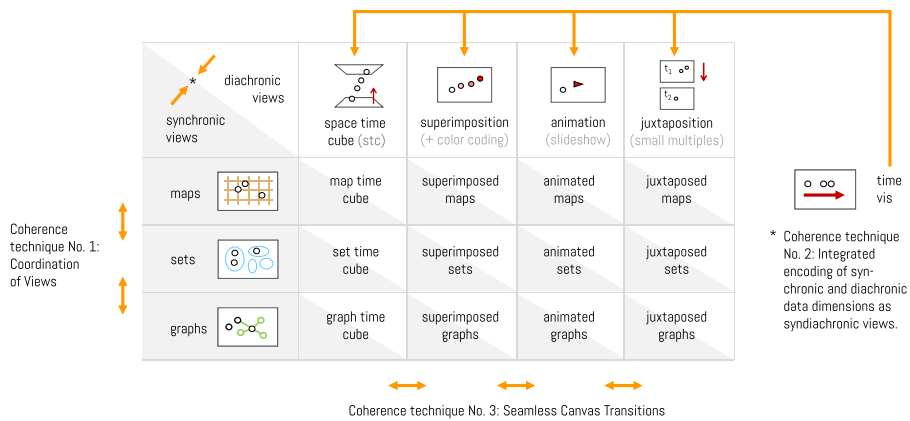 *
diachronic
views
synchronic
views
space time
cube (stc)
superimposition
(+ color coding)
animation
(slideshow)
t1
t2
juxtaposition
(small multiples)
maps
map time
cube
superimposed
maps
animated
maps
juxtaposed
maps
sets
set time
cube
superimposed
sets
animated
sets
juxtaposed
sets
graphs
graph time
cube
superimposed
graphs
animated
graphs
juxtaposed
graphs
Coherence
technique No. 1:
Coordination
of Views
time
vis
* Coherence technique
No. 2: Integrated
encoding of syn-
chronic and diachronic
data dimensions as
syndiachronic views.
Coherence technique No. 3: Seamless Canvas Transitions